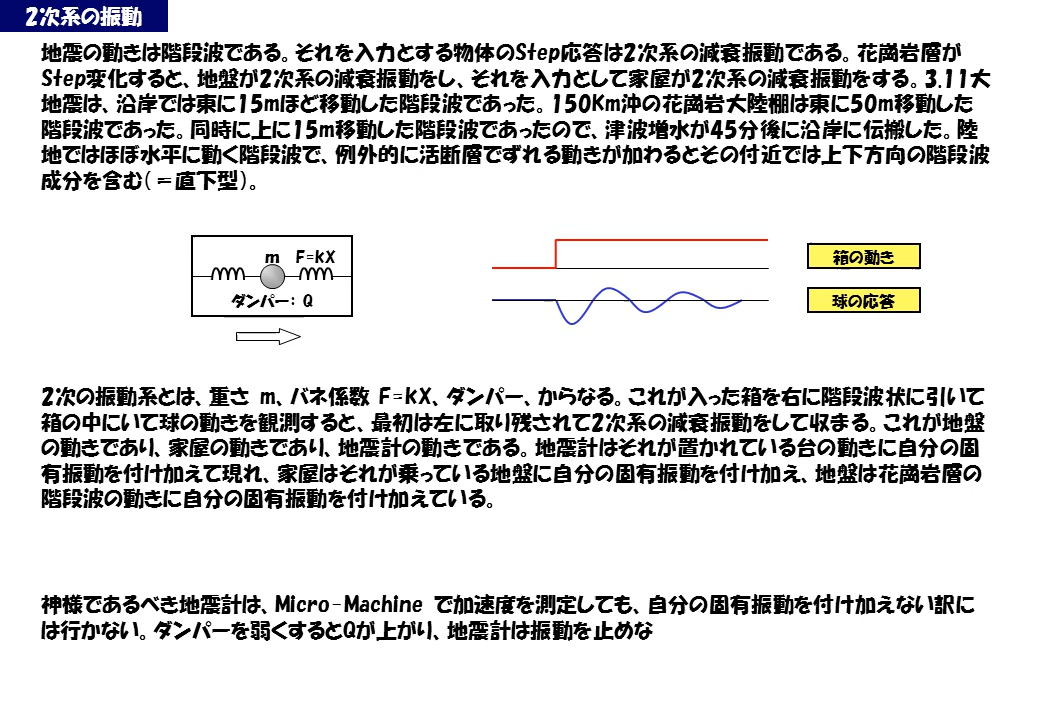 2次系の振動
地震の動きは階段波である。それを入力とする物体のStep応答は2次系の減衰振動である。花崗岩層が
Step変化すると、地盤が2次系の減衰振動をし、それを入力として家屋が2次系の減衰振動をする。3.11大
地震は、沿岸では東に15mほど移動した階段波であった。150Km沖の花崗岩大陸棚は東に50m移動した
階段波であった。同時に上に15m移動した階段波であったので、津波増水が45分後に沿岸に伝搬した。陸
地ではほぼ水平に動く階段波で、例外的に活断層でずれる動きが加わるとその付近では上下方向の階段波
成分を含む(=直下型)。
m F=kX
ダンパー: Q
箱の動き
球の応答
2次の振動系とは、重さ m、バネ係数 F=kX、ダンパー、からなる。これが入った箱を右に階段波状に引いて
箱の中にいて球の動きを観測すると、最初は左に取り残されて2次系の減衰振動をして収まる。これが地盤
の動きであり、家屋の動きであり、地震計の動きである。地震計はそれが置かれている台の動きに自分の固
有振動を付け加えて現れ、家屋はそれが乗っている地盤に自分の固有振動を付け加え、地盤は花崗岩層の
階段波の動きに自分の固有振動を付け加えている。
神様であるべき地震計は、Micro-Machine で加速度を測定しても、自分の固有振動を付け加えない訳に
は行かない。ダンパーを弱くするとQが上がり、地震計は振動を止めな